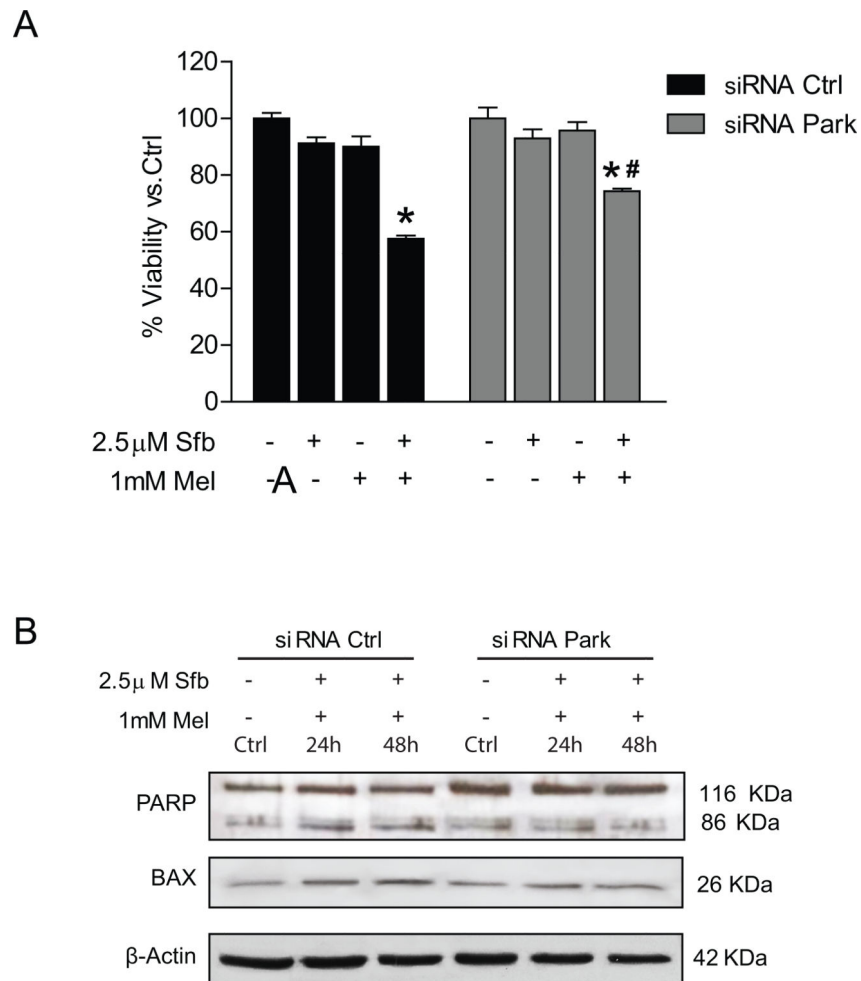 A
120
100
80
60
40
20
0
% Viability vs.Ctrl
siRNA Ctrl
siRNA Park
*
* #
2.5μM Sfb - + - + - + - +
1mM Mel -A - + + - - + +
B
siRNA Ctrl siRNA Park
2.5μ M Sfb - + + - + +
1mM Mel - + + - + +
Ctrl 24h 48h Ctrl 24h 48h
PARP 116 KDa
86 KDa
BAX 26 KDa
β-Actin 42 KDa